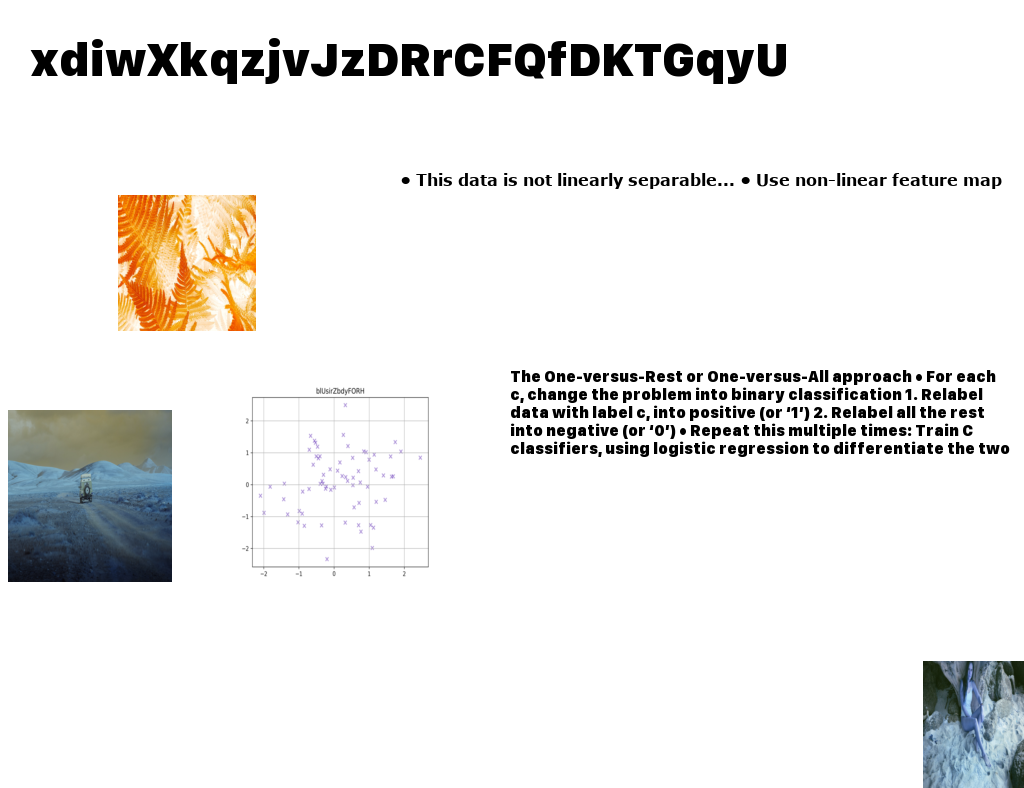 xdiwXkqzjvJzDRrCFQfDKTGqyU
• This data is not linearly separable... • Use non-linear feature map
The One-versus-Rest or One-versus-All approach • For each
c, change the problem into binary classification 1. Relabel
data with label c, into positive (or ‘1’) 2. Relabel all the rest
into negative (or ‘0’) • Repeat this multiple times: Train C
classifiers, using logistic regression to differentiate the two
blUsirZbdyFORH
2
1
0
−1
−2
−2 −1 0 1 2